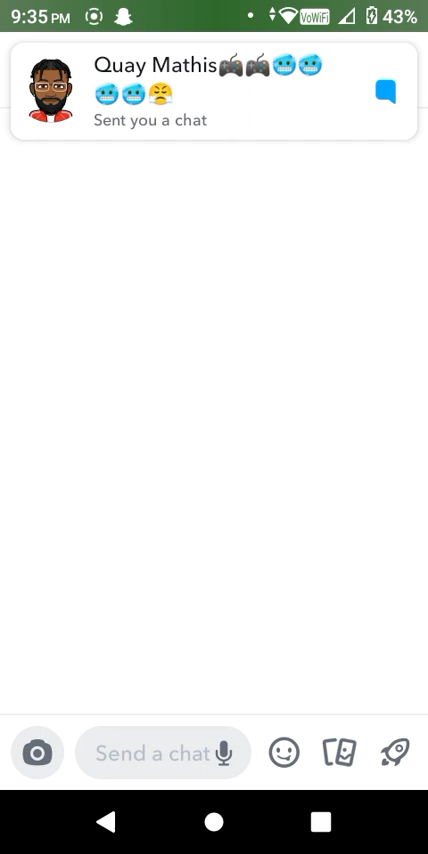 9:35 PM VoWiFi 43%
Quay Mathis🎮🎮🥶🥶
🥶🥶😤
Sent you a chat
Send a chat